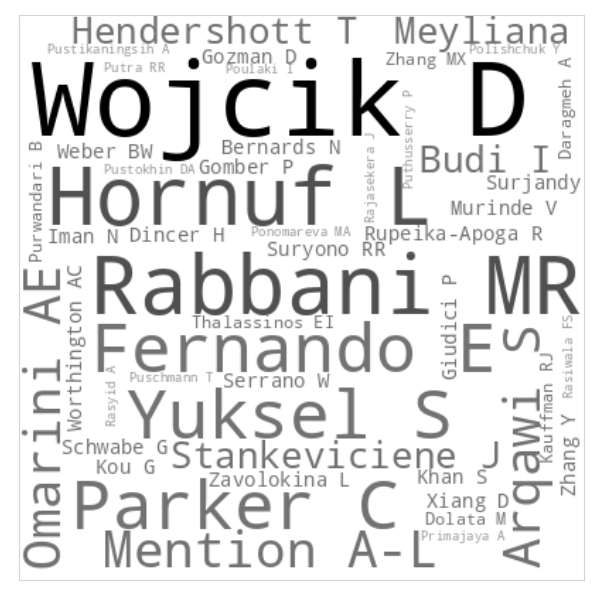 Hendershott T
Meyliana
Pustikaningsih A
Gozman D
Polishchuk Y
Putra RR
Poulaki I
Zhang MX
Wojcik D
Daragmeh A
Puthusserry P
Rajasekera J
Purwandari B
Weber BW
Bernards N
Budi I
Pustokhin DA
Gomber P
Surjandy
Hornuf L
Murinde V
Iman N
Dincer H
Ponomareva MA
Rupeika-Apoga R
Suryono RR
Rabbani MR
Omarini AE
Worthington AC
Thalassinos EI
Giudici P
Fernando E
Arqawi S
Rasiwala FS
Kauffman RJ
Rasyid A
Puschmann T
Serrano W
Yuksel S
Zhang Y
Schwabe G
Stankeviciene J
Kou G
Zavolokina L
Khan S
Parker C
Xiang D
Dolata M
Mention A-L
Primajaya A